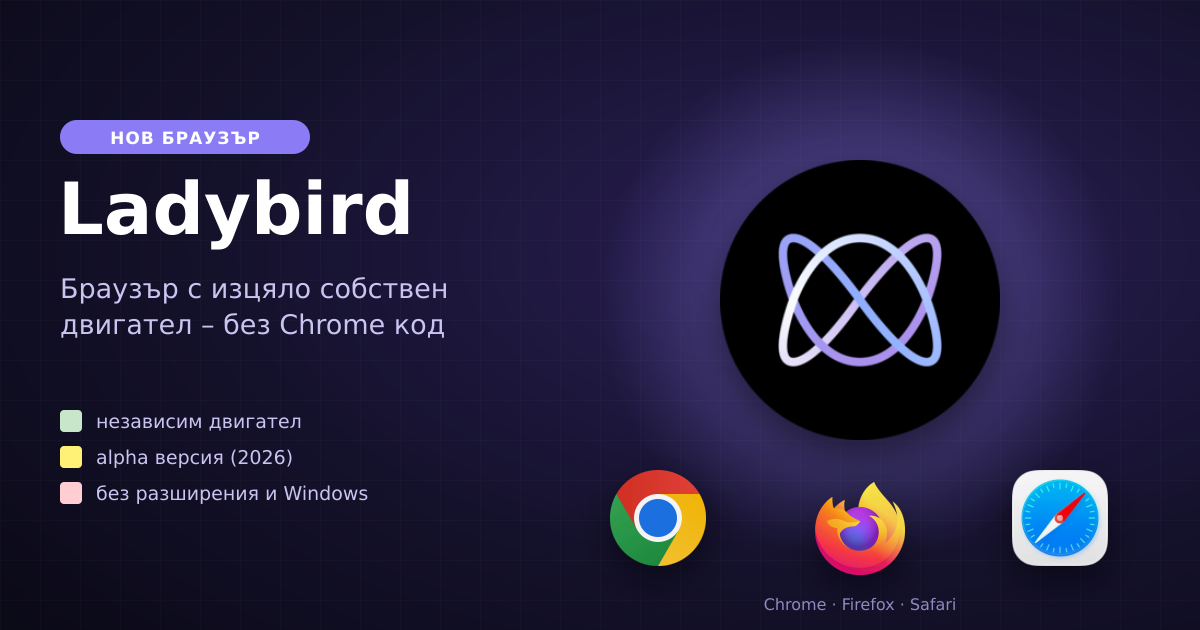 НОВ БРАУЗЪР
Ladybird
Браузър с изцяло собствен
двигател – без Chrome код
независим двигател
alpha версия (2026)
без разширения и Windows
Chrome · Firefox · Safari